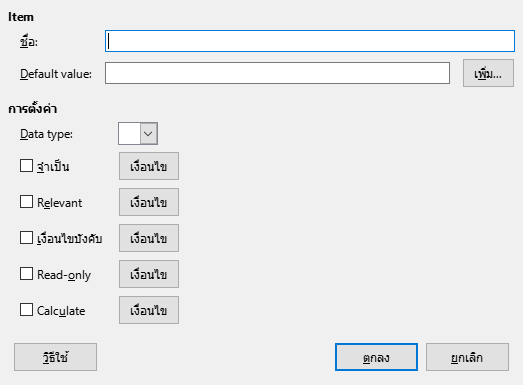 Item
ชื่อ:
Default value:
เพิ่ม...
การตั้งค่า
Data type:
จำเป็น
เงื่อนไข
Relevant
เงื่อนไข
เงื่อนไขบังคับ
เงื่อนไข
Read-only
เงื่อนไข
Calculate
เงื่อนไข
วิธีใช้
ตกลง
ยกเลิก